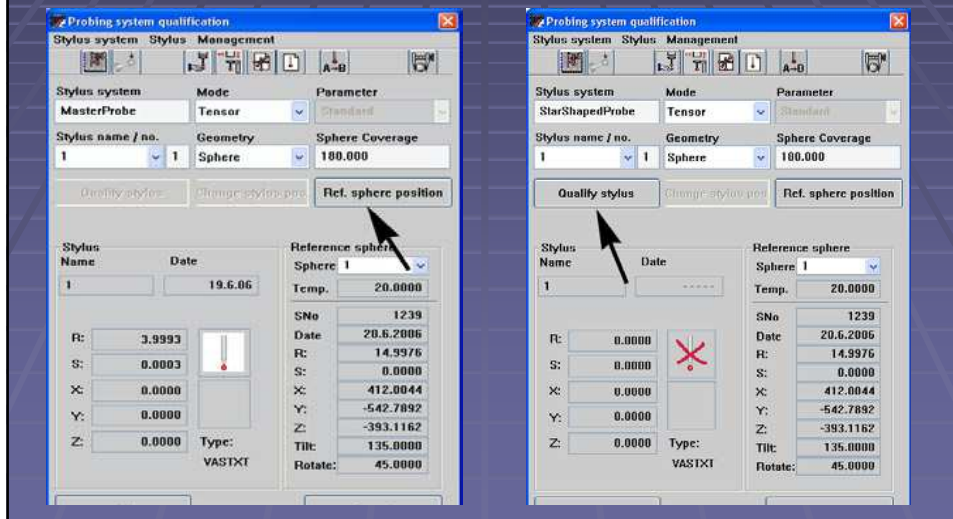 Probing system qualification
Stylus system Stylus Management
A→B
Stylus system Mode Parameter
MasterProbe Tensor Standard
Stylus name / no. Geometry Sphere Coverage
1 1 Sphere 180.000
Qualify stylus Change stylus pos Ref. sphere position
Stylus Reference sphere
Name Date Sphere 1
1 19.6.06 Temp. 20.0000
SNo 1239
Date 20.6.2006
R: 3.9993 R: 14.9976
S: 0.0003 S: 0.0000
X: 0.0000 X: 412.0044
Y: 0.0000 Y: -542.7892
Z: 0.0000 Type: Z: -393.1162
VASTXT Tilt: 135.0000
Rotate: 45.0000
Probing system qualification
Stylus system Stylus Management
A→B
Stylus system Mode Parameter
StarShapedProbe Tensor Standard
Stylus name / no. Geometry Sphere Coverage
1 1 Sphere 180.000
Qualify stylus Change stylus pos Ref. sphere position
Stylus Reference sphere
Name Date Sphere 1
1 ----- Temp. 20.0000
SNo 1239
Date 20.6.2006
R: 0.0000 R: 14.9976
S: 0.0000 S: 0.0000
X: 0.0000 X: 412.0044
Y: 0.0000 Y: -542.7892
Z: 0.0000 Type: Z: -393.1162
VASTXT Tilt: 135.0000
Rotate: 45.0000